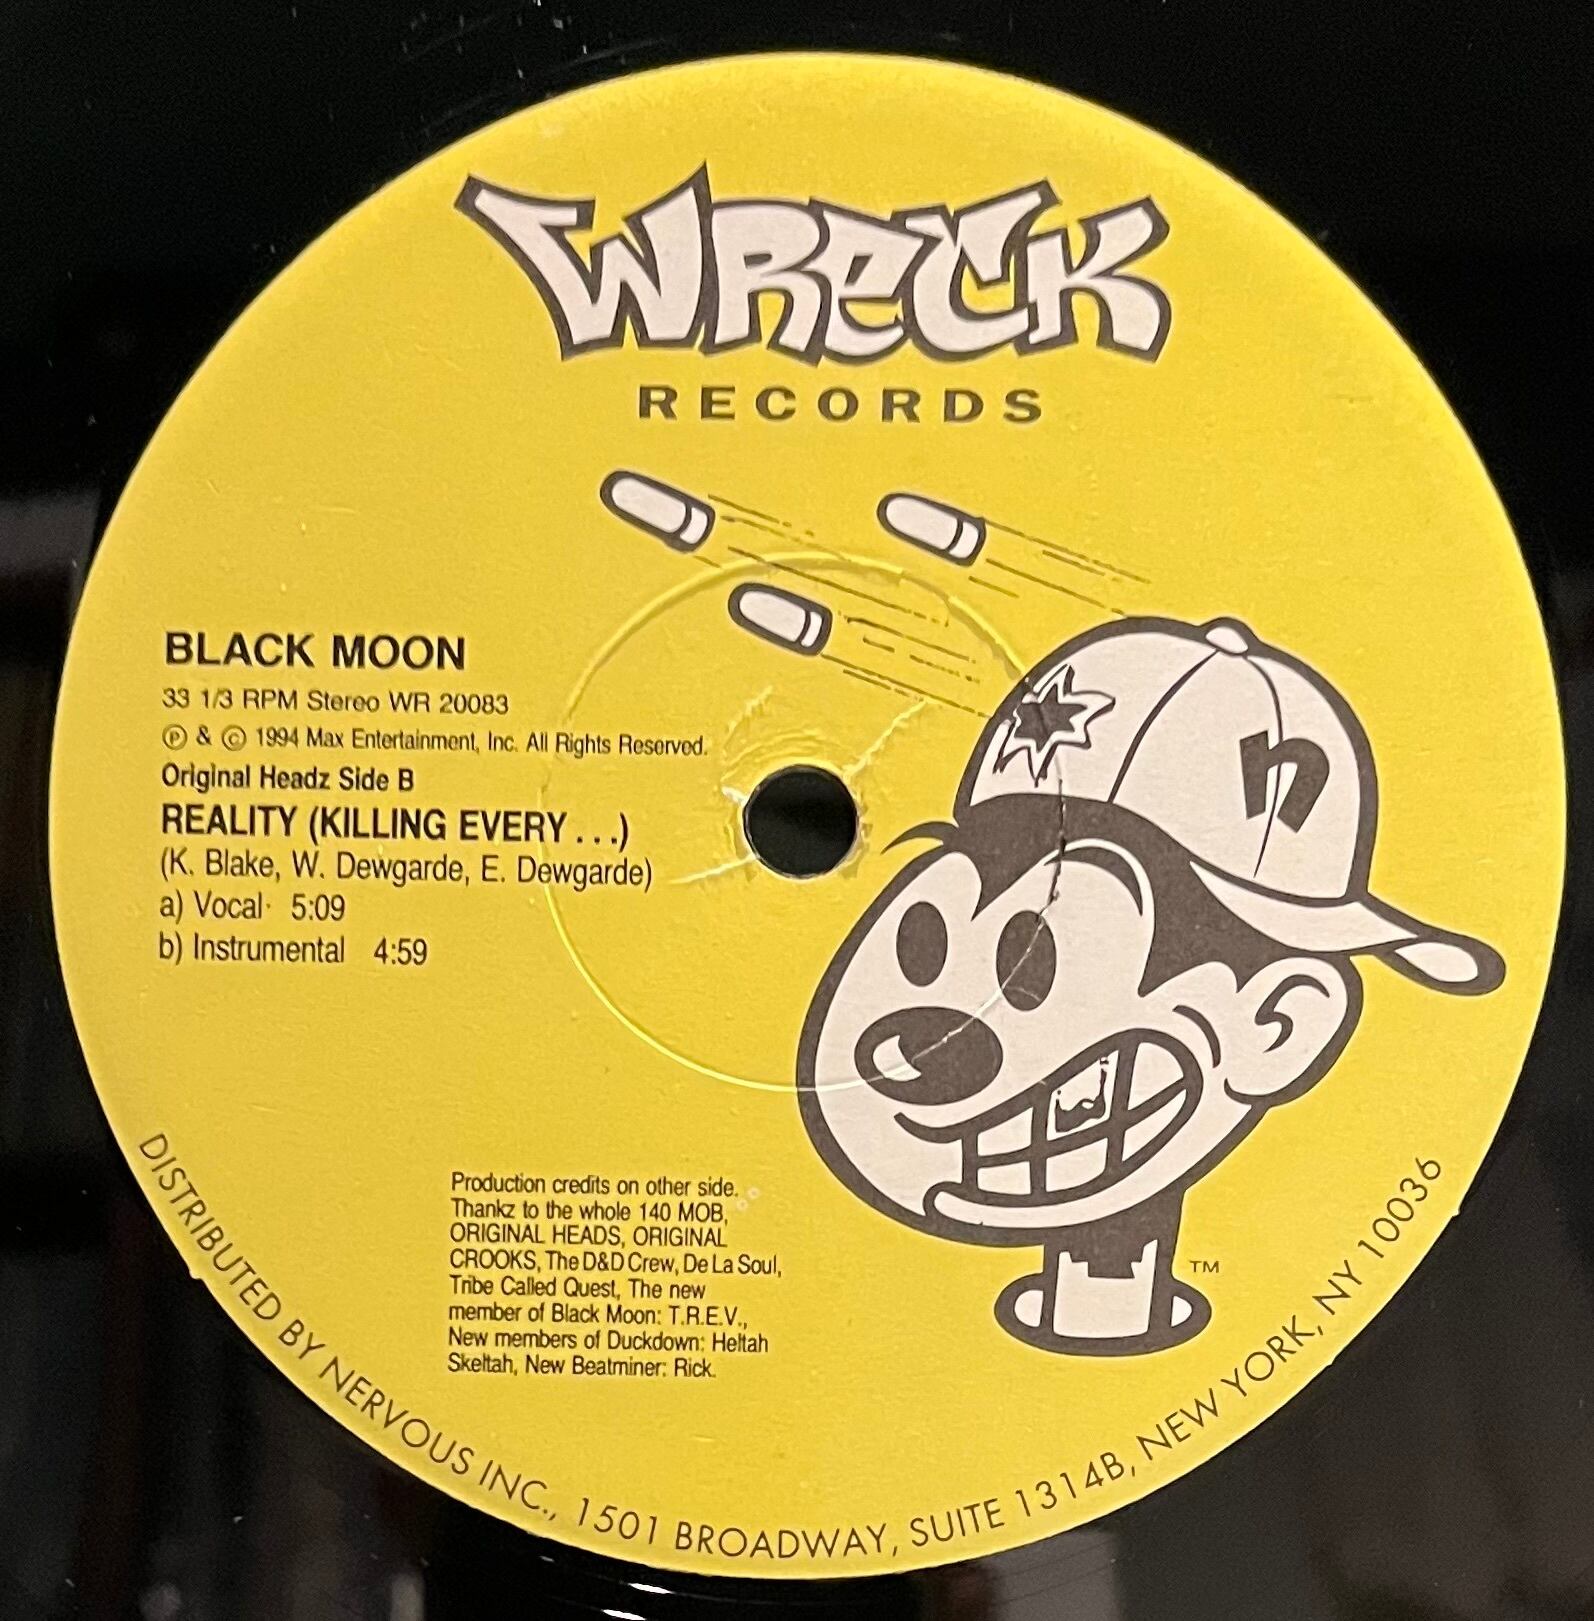 WRECK
RECORDS
n
BLACK MOON
33 1/3 RPM Stereo WR 20083
Ⓟ & © 1994 Max Entertainment, Inc. All Rights Reserved.
Original Headz Side B
REALITY (KILLING EVERY . . .)
(K. Blake, W. Dewgarde, E. Dewgarde)
a) Vocal· 5:09
b) Instrumental 4:59
Production credits on other side.
Thankz to the whole 140 MOB,
ORIGINAL HEADS, ORIGINAL
CROOKS, The D&D Crew, De La Soul,
Tribe Called Quest, The new
member of Black Moon: T.R.E.V.,
New members of Duckdown: Heltah
Skeltah, New Beatminer: Rick.
TM
DISTRIBUTED BY NERVOUS INC., 1501 BROADWAY, SUITE 1314B, NEW YORK, NY 10036